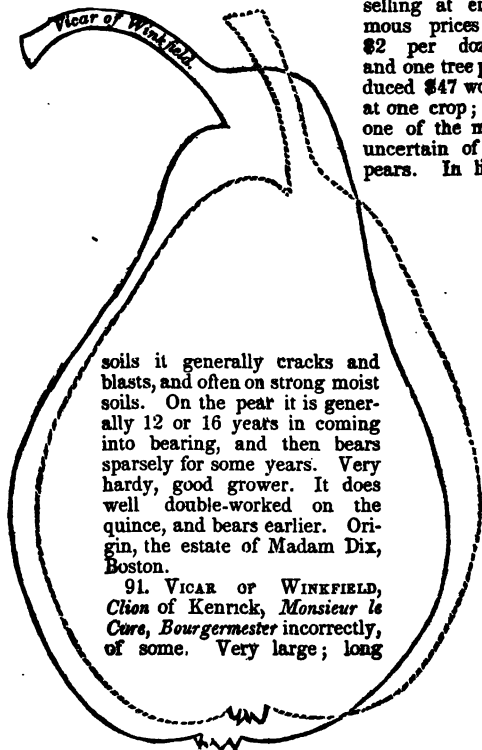 Vicar of Winkfield.
selling at
mous prices
$2 per
and one tree
duced $47
at one crop;
one of the
uncertain of
pears. In
soils it generally cracks and
blasts, and often on strong moist
soils. On the pear it is gener-
ally 12 or 16 years in coming
into bearing, and then bears
sparsely for some years. Very
hardy, good grower. It does
well double-worked on the
quince, and bears earlier. Ori-
gin, the estate of Madam Dix,
Boston.
91. VICAR OF WINKFIELD,
Clion of Kenrick, Monsieur le
Cure, Bourgermester incorrectly,
of some. Very large; long